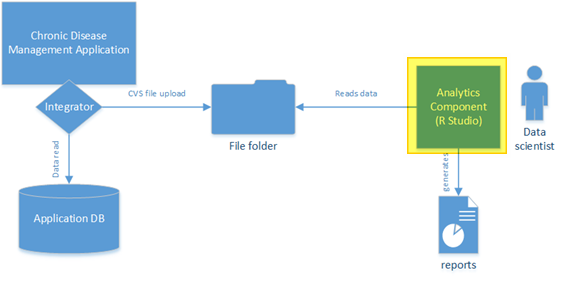 Chronic Disease
Management Application
Integrator
CVS file upload
File folder
Reads data
Analytics
Component
(R Studio)
Data
scientist
Data read
Application DB
generates
reports